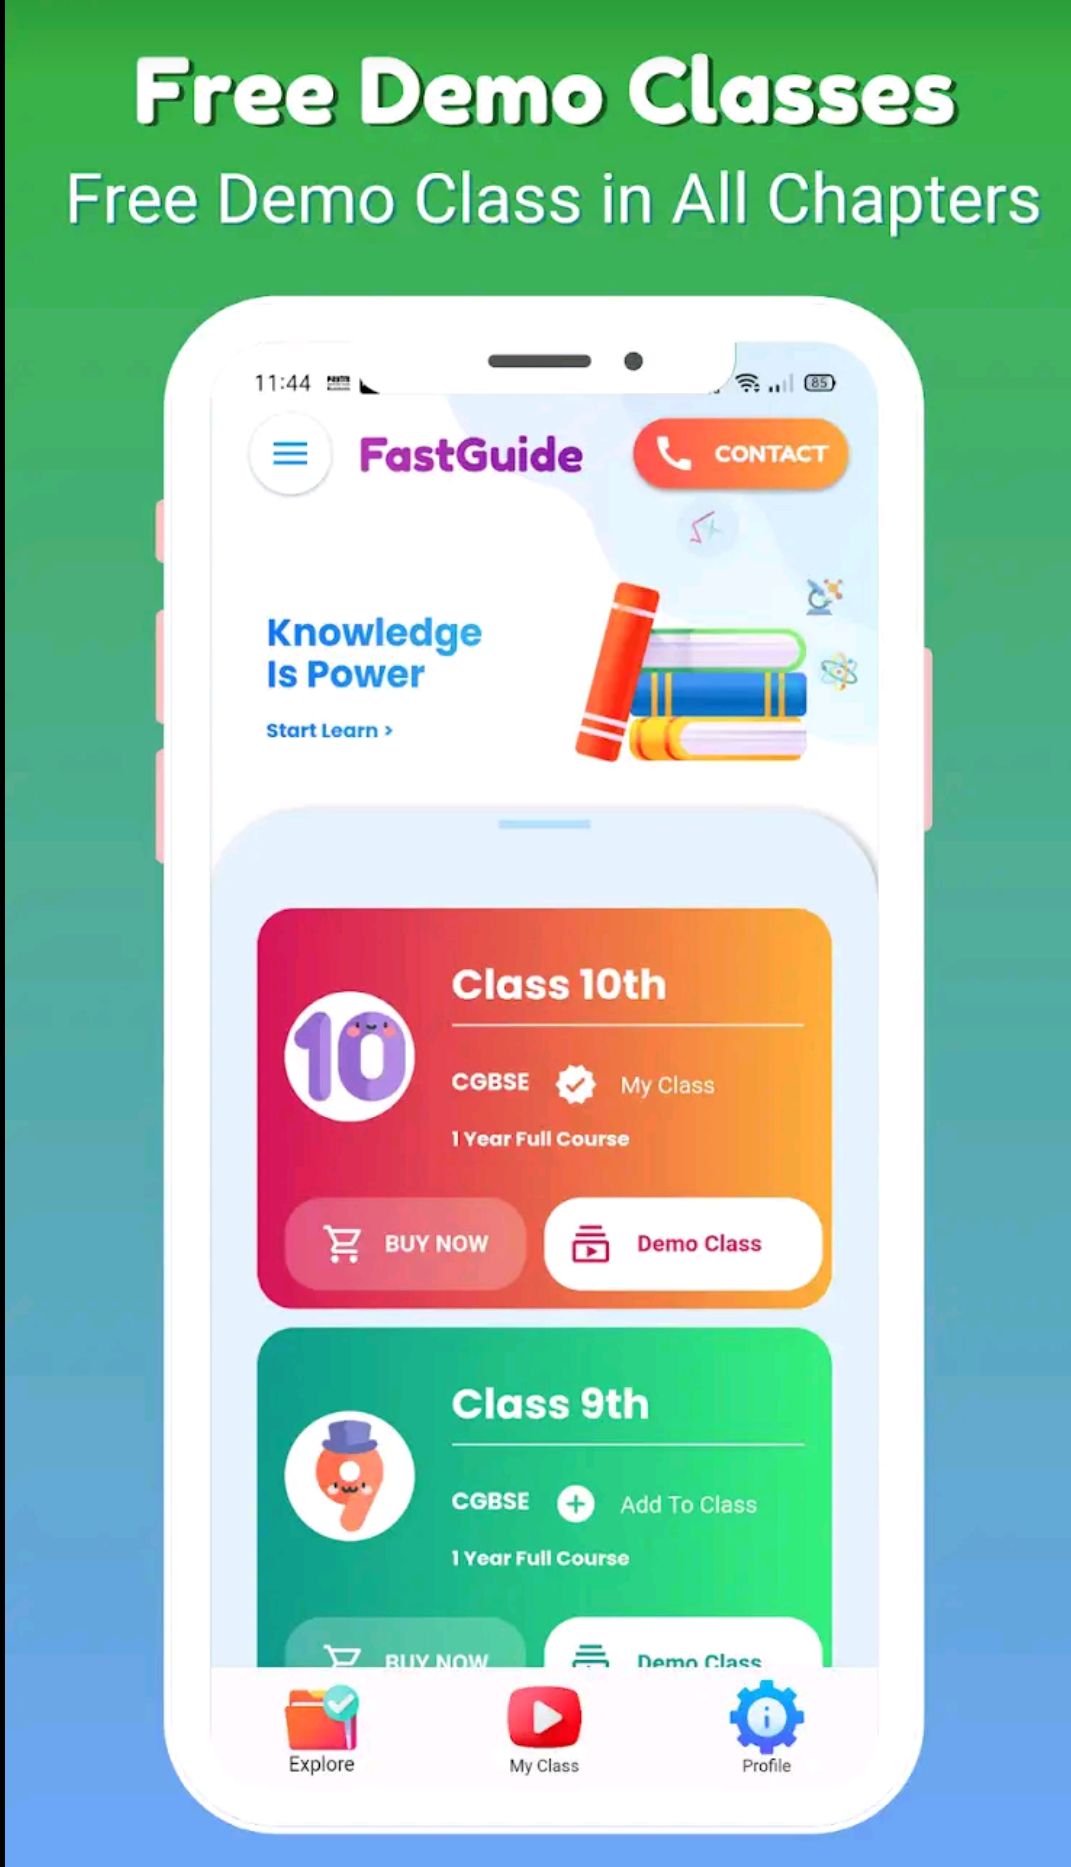 Free Demo Classes
Free Demo Class in All Chapters
11:44
85
FastGuide
CONTACT
Knowledge
Is Power
Start Learn >
10
Class 10th
CGBSE
My Class
1 Year Full Course
BUY NOW
Demo Class
9
Class 9th
CGBSE
Add To Class
1 Year Full Course
BUY NOW
Demo Class
Explore
My Class
Profile